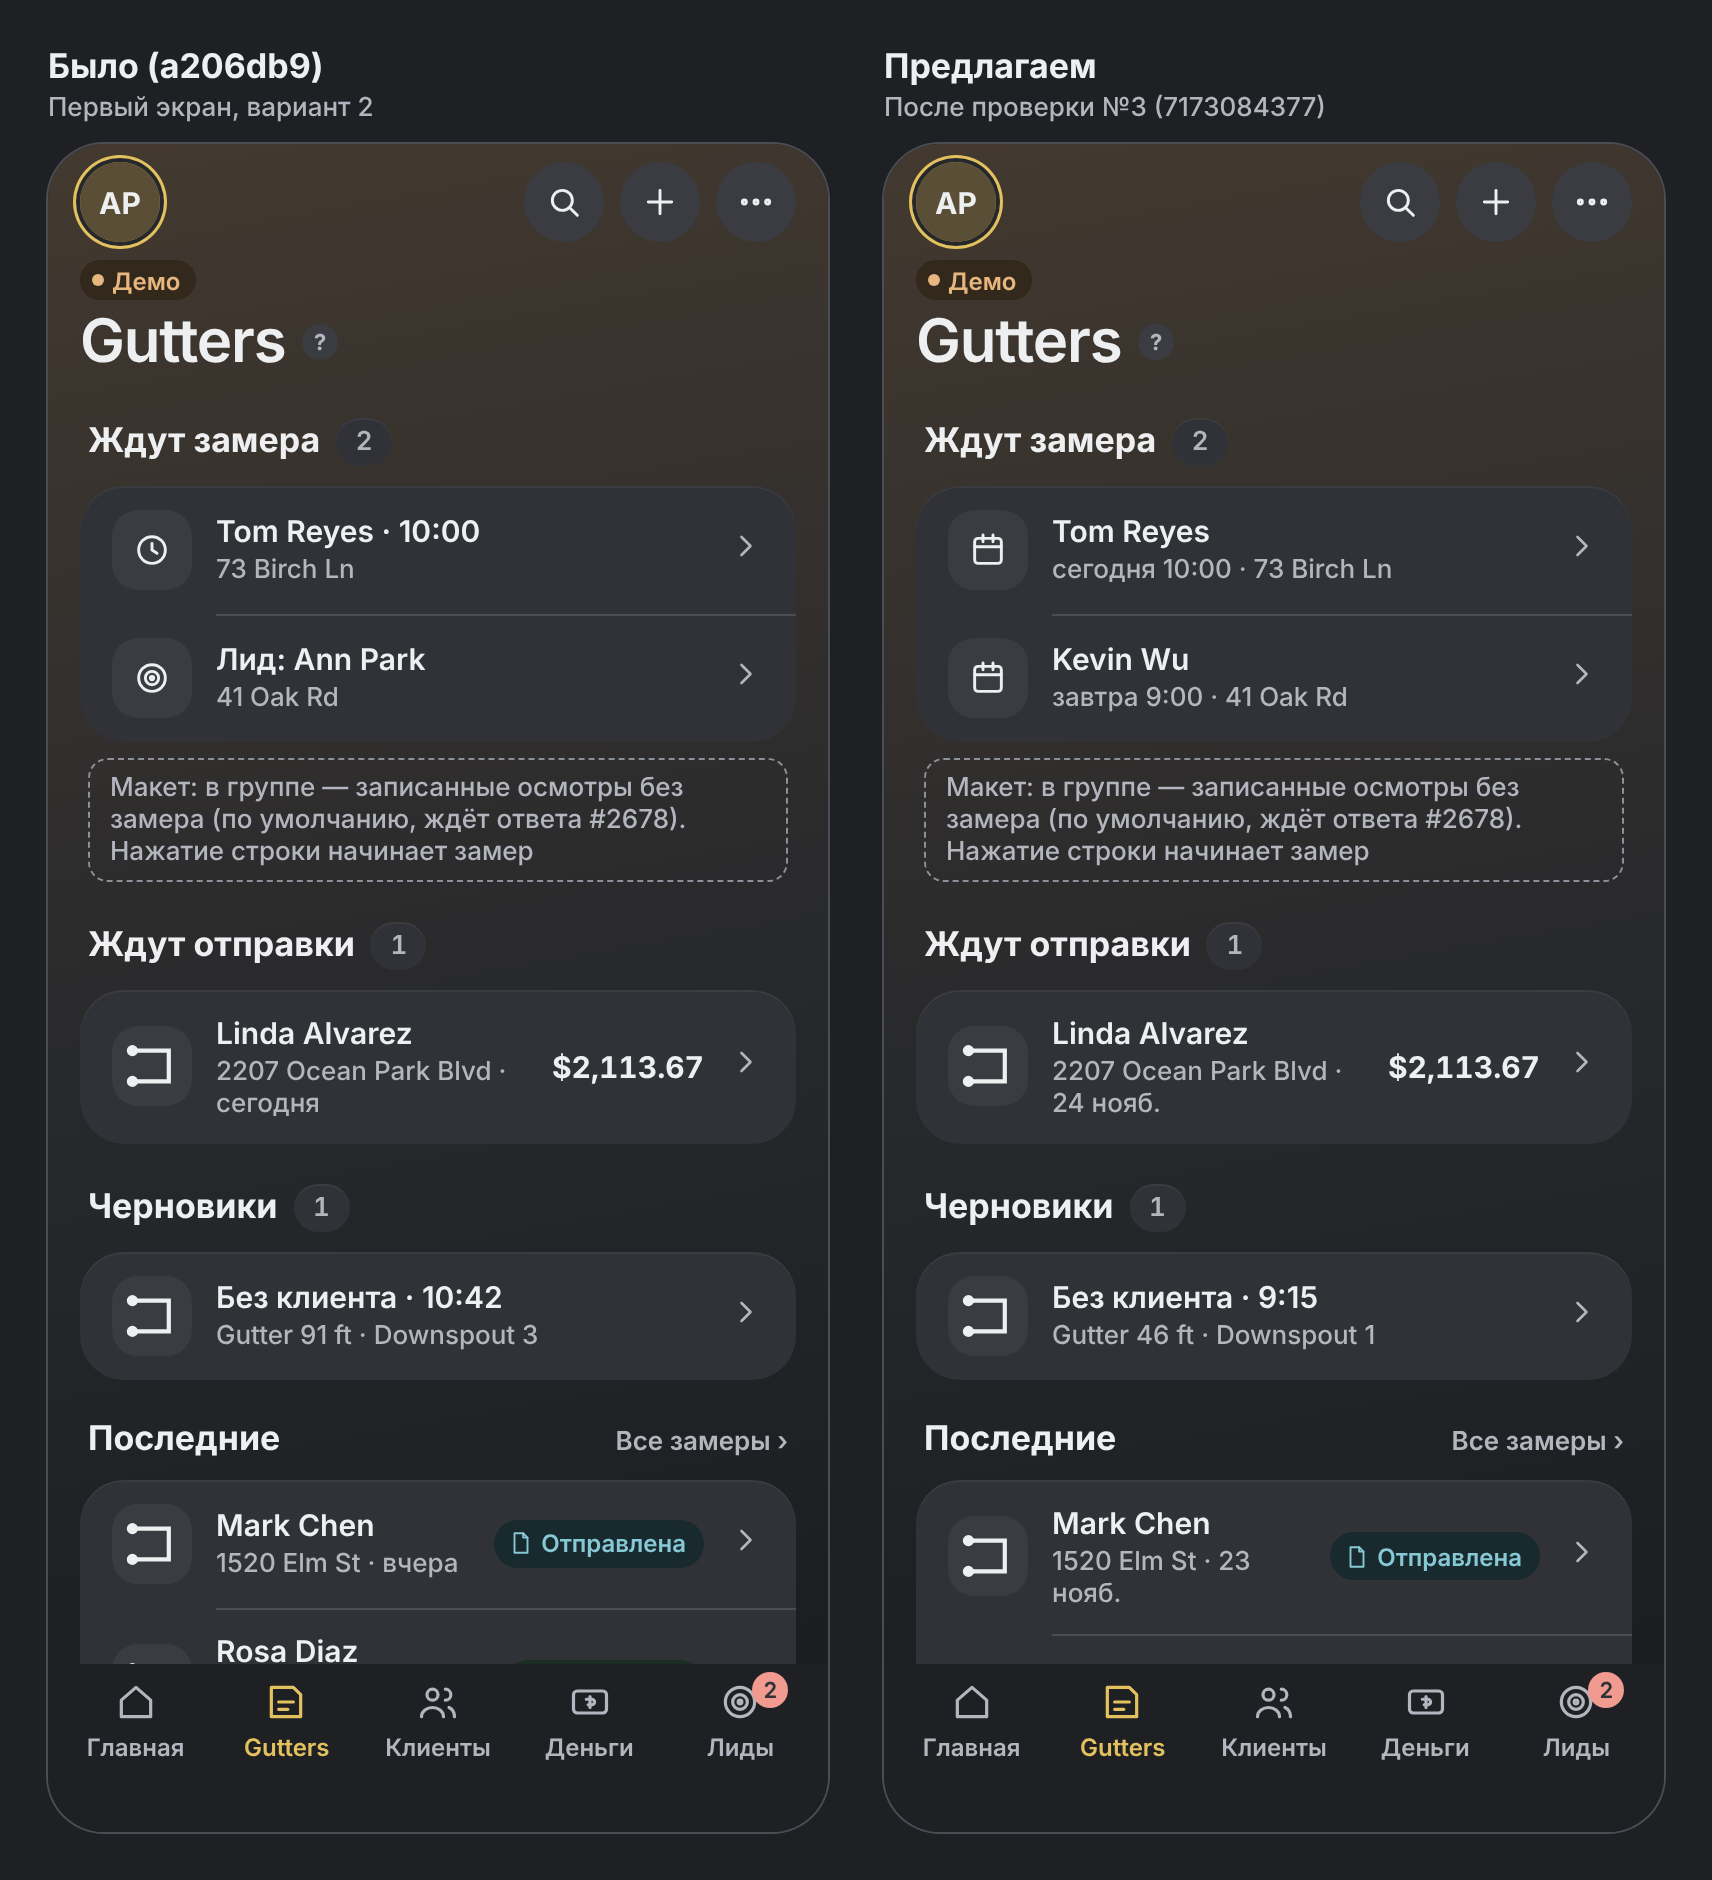 Было (a206db9)
Первый экран, вариант 2
AP
Демо
Gutters ?
Ждут замера 2
Tom Reyes · 10:00
73 Birch Ln
Лид: Ann Park
41 Oak Rd
Макет: в группе — записанные осмотры без
замера (по умолчанию, ждёт ответа #2678).
Нажатие строки начинает замер
Ждут отправки 1
Linda Alvarez
2207 Ocean Park Blvd ·
сегодня
$2,113.67
Черновики 1
Без клиента · 10:42
Gutter 91 ft · Downspout 3
Последние
Все замеры ›
Mark Chen
1520 Elm St · вчера
Отправлена
Rosa Diaz
Главная
Gutters
Клиенты
Деньги
Лиды
2
Предлагаем
После проверки №3 (7173084377)
AP
Демо
Gutters ?
Ждут замера 2
Tom Reyes
сегодня 10:00 · 73 Birch Ln
Kevin Wu
завтра 9:00 · 41 Oak Rd
Макет: в группе — записанные осмотры без
замера (по умолчанию, ждёт ответа #2678).
Нажатие строки начинает замер
Ждут отправки 1
Linda Alvarez
2207 Ocean Park Blvd ·
24 нояб.
$2,113.67
Черновики 1
Без клиента · 9:15
Gutter 46 ft · Downspout 1
Последние
Все замеры ›
Mark Chen
1520 Elm St · 23
нояб.
Отправлена
Главная
Gutters
Клиенты
Деньги
Лиды
2